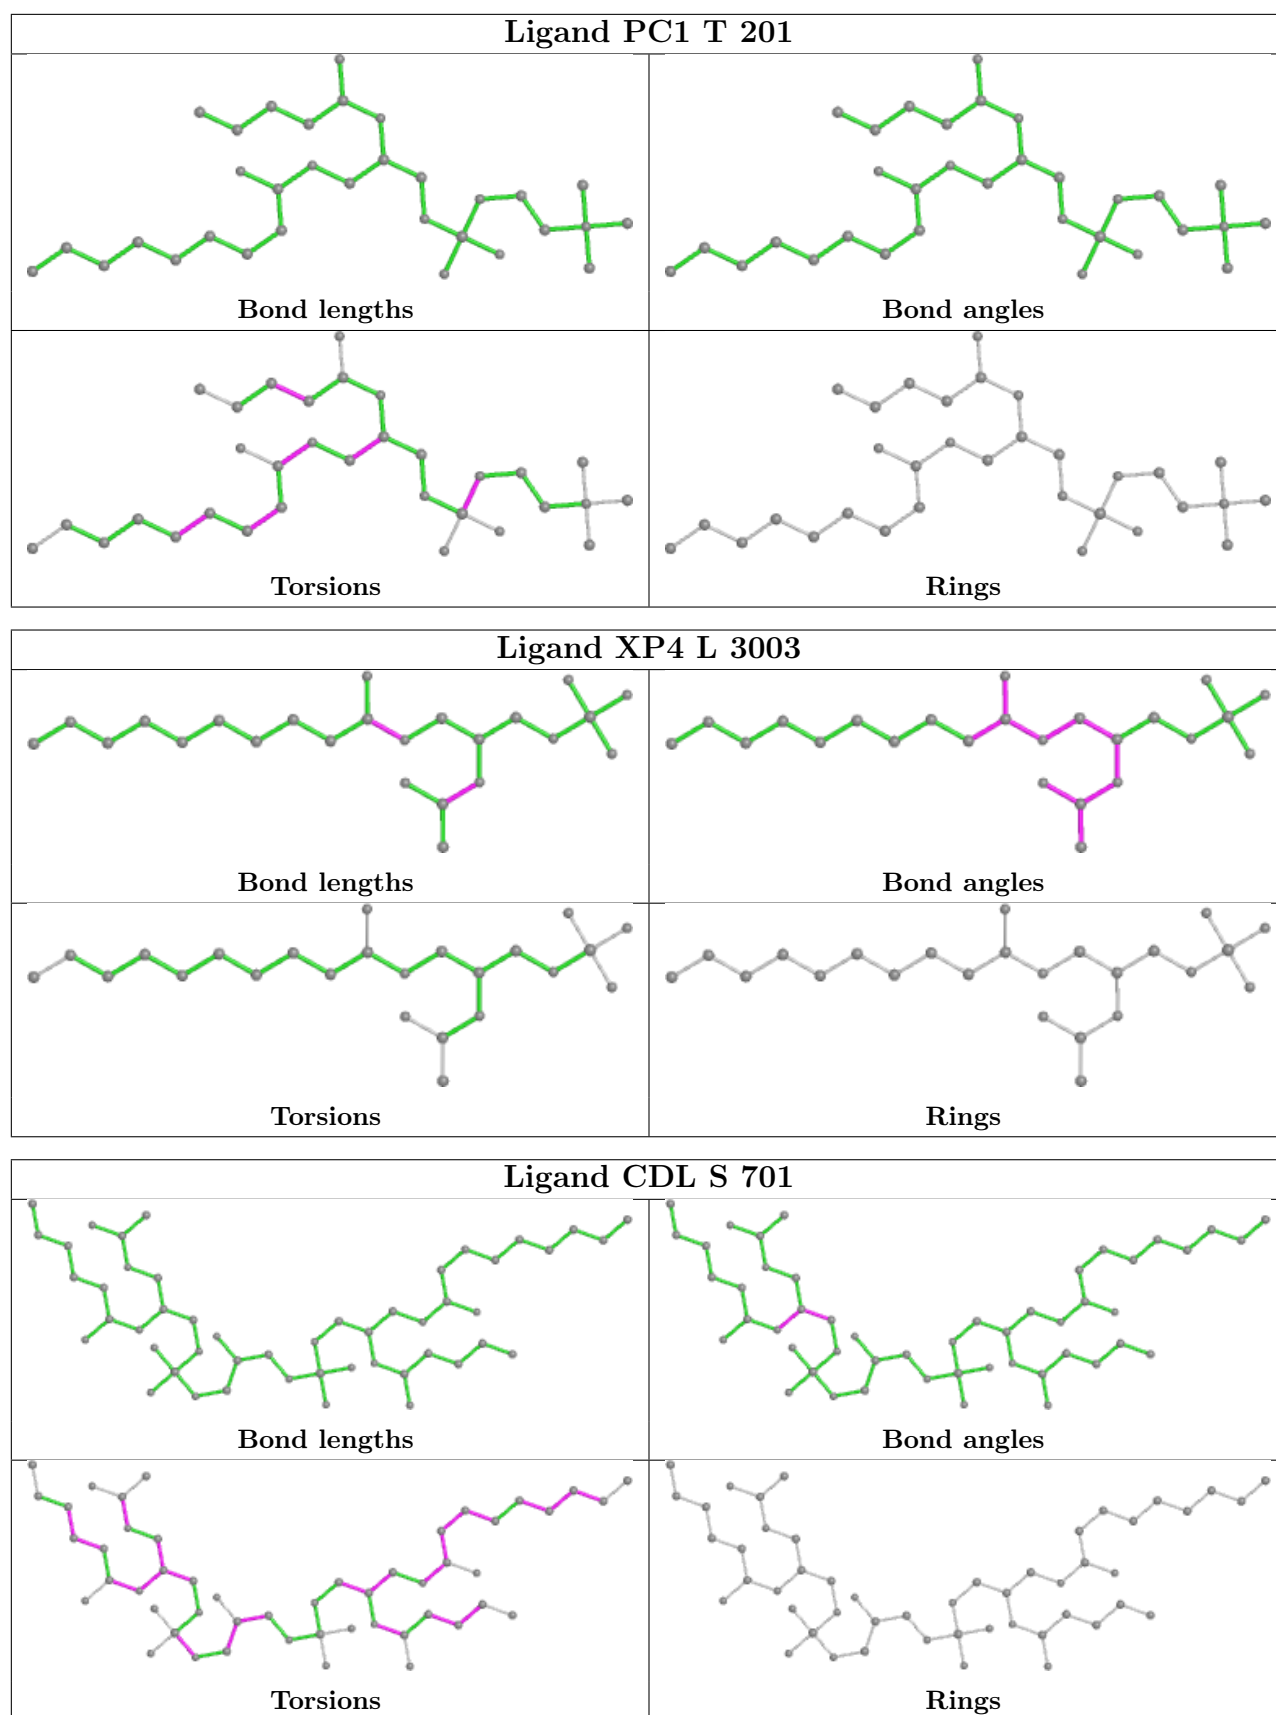 Ligand PC1 T 201
Bond lengths
Bond angles
Torsions
Rings
Ligand XP4 L 3003
Bond lengths
Bond angles
Torsions
Rings
Ligand CDL S 701
Bond lengths
Bond angles
Torsions
Rings